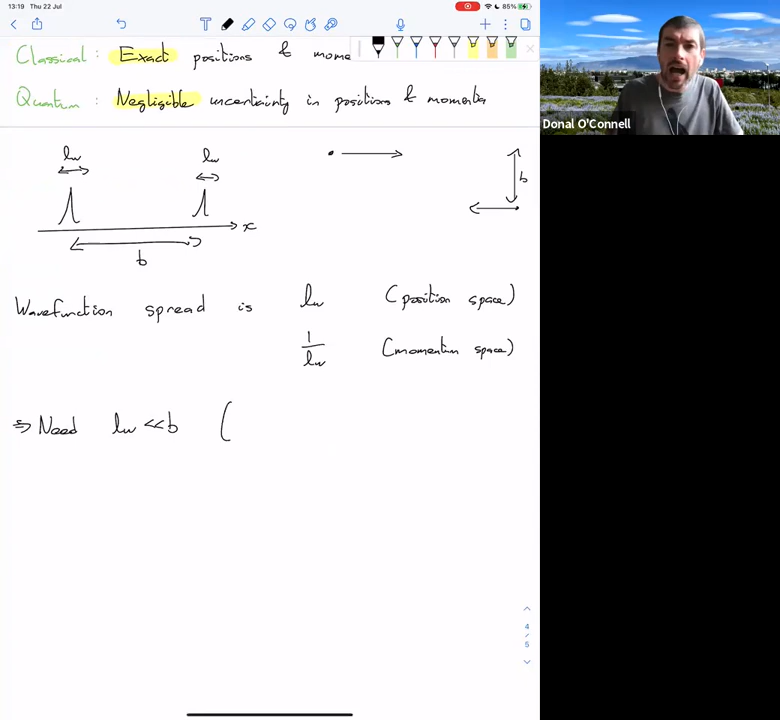 13:19 Thu 22 Jul
85%
Classical : Exact positions & mome
Quantum : Negligible uncertainty in positions & momenta
lw lw
b
x
b
Wavefunction spread is lw (position space)
1/lw (momentum space)
⇒ Need lw << b (
4/5
Donal O'Connell